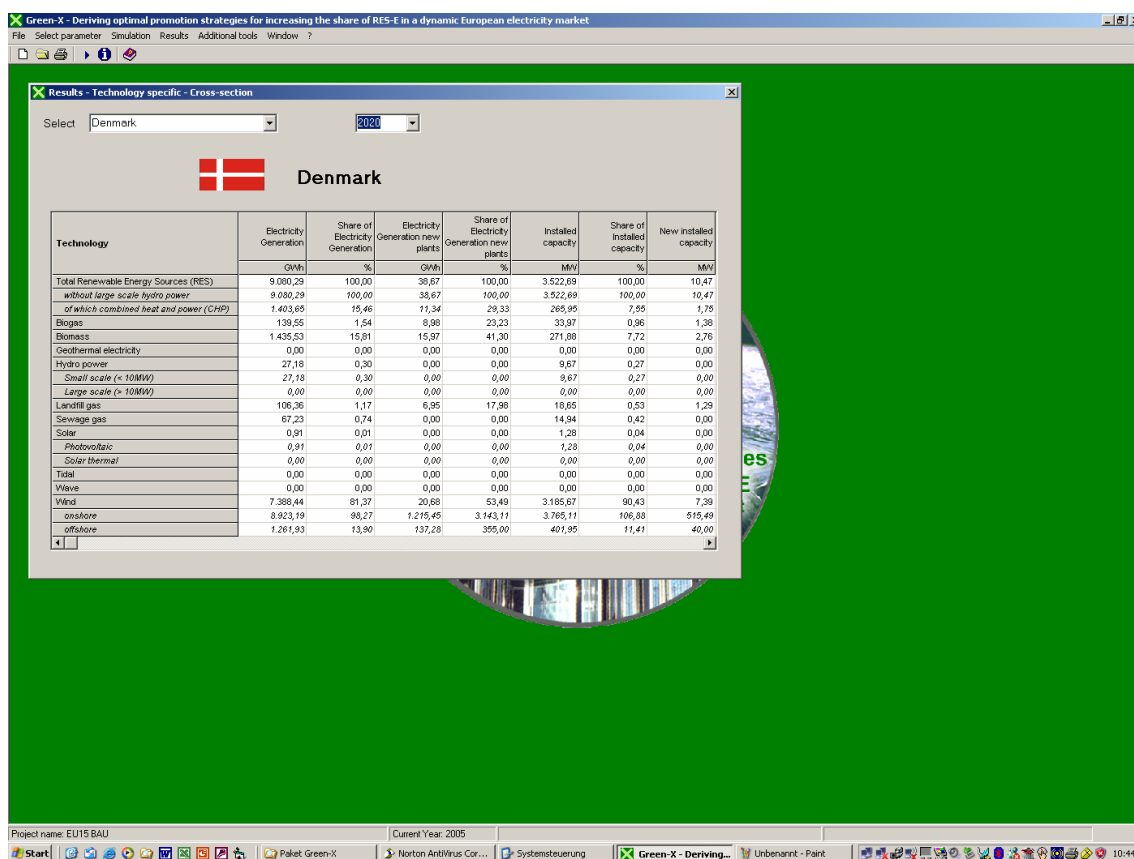 Green-X - Deriving optimal promotion strategies for increasing the share of RES-E in a dynamic European electricity market
File Select parameter Simulation Results Additional tools Window ?
Results - Technology specific - Cross-section
Select Denmark 2020
Denmark
Technology Electricity Generation Share of Electricity Generation Electricity Generation new plants Share of Electricity Generation new plants Installed capacity Share of Installed capacity New installed capacity
GWh % GWh % MW % MW
Total Renewable Energy Sources (RES) 9.080,29 100,00 38,67 100,00 3.522,69 100,00 10,47
without large scale hydro power 9.080,29 100,00 38,67 100,00 3.522,69 100,00 10,47
of which combined heat and power (CHP) 1.403,65 15,46 11,34 29,33 265,95 7,55 1,75
Biogas 139,55 1,54 8,98 23,23 33,97 0,96 1,38
Biomass 1.435,53 15,81 15,97 41,30 271,88 7,72 2,76
Geothermal electricity 0,00 0,00 0,00 0,00 0,00 0,00 0,00
Hydro power 27,18 0,30 0,00 0,00 9,67 0,27 0,00
Small scale (< 10MW) 27,18 0,30 0,00 0,00 9,67 0,27 0,00
Large scale (> 10MW) 0,00 0,00 0,00 0,00 0,00 0,00 0,00
Landfill gas 106,36 1,17 6,95 17,98 18,65 0,53 1,29
Sewage gas 67,23 0,74 0,00 0,00 14,94 0,42 0,00
Solar 0,91 0,01 0,00 0,00 1,28 0,04 0,00
Photovoltaic 0,91 0,01 0,00 0,00 1,28 0,04 0,00
Solar thermal 0,00 0,00 0,00 0,00 0,00 0,00 0,00
Tidal 0,00 0,00 0,00 0,00 0,00 0,00 0,00
Wave 0,00 0,00 0,00 0,00 0,00 0,00 0,00
Wind 7.388,44 81,37 20,68 53,49 3.185,67 90,43 7,39
onshore 8.923,19 98,27 1.215,45 3.143,11 3.765,11 106,88 515,49
offshore 1.261,93 13,90 137,28 355,00 401,95 11,41 40,00
es
Project name: EU15 BAU Current Year: 2005
Start Paket Green-X Norton AntiVirus Cor... Systemsteuerung Green-X - Deriving... Unbenannt - Paint 10:44